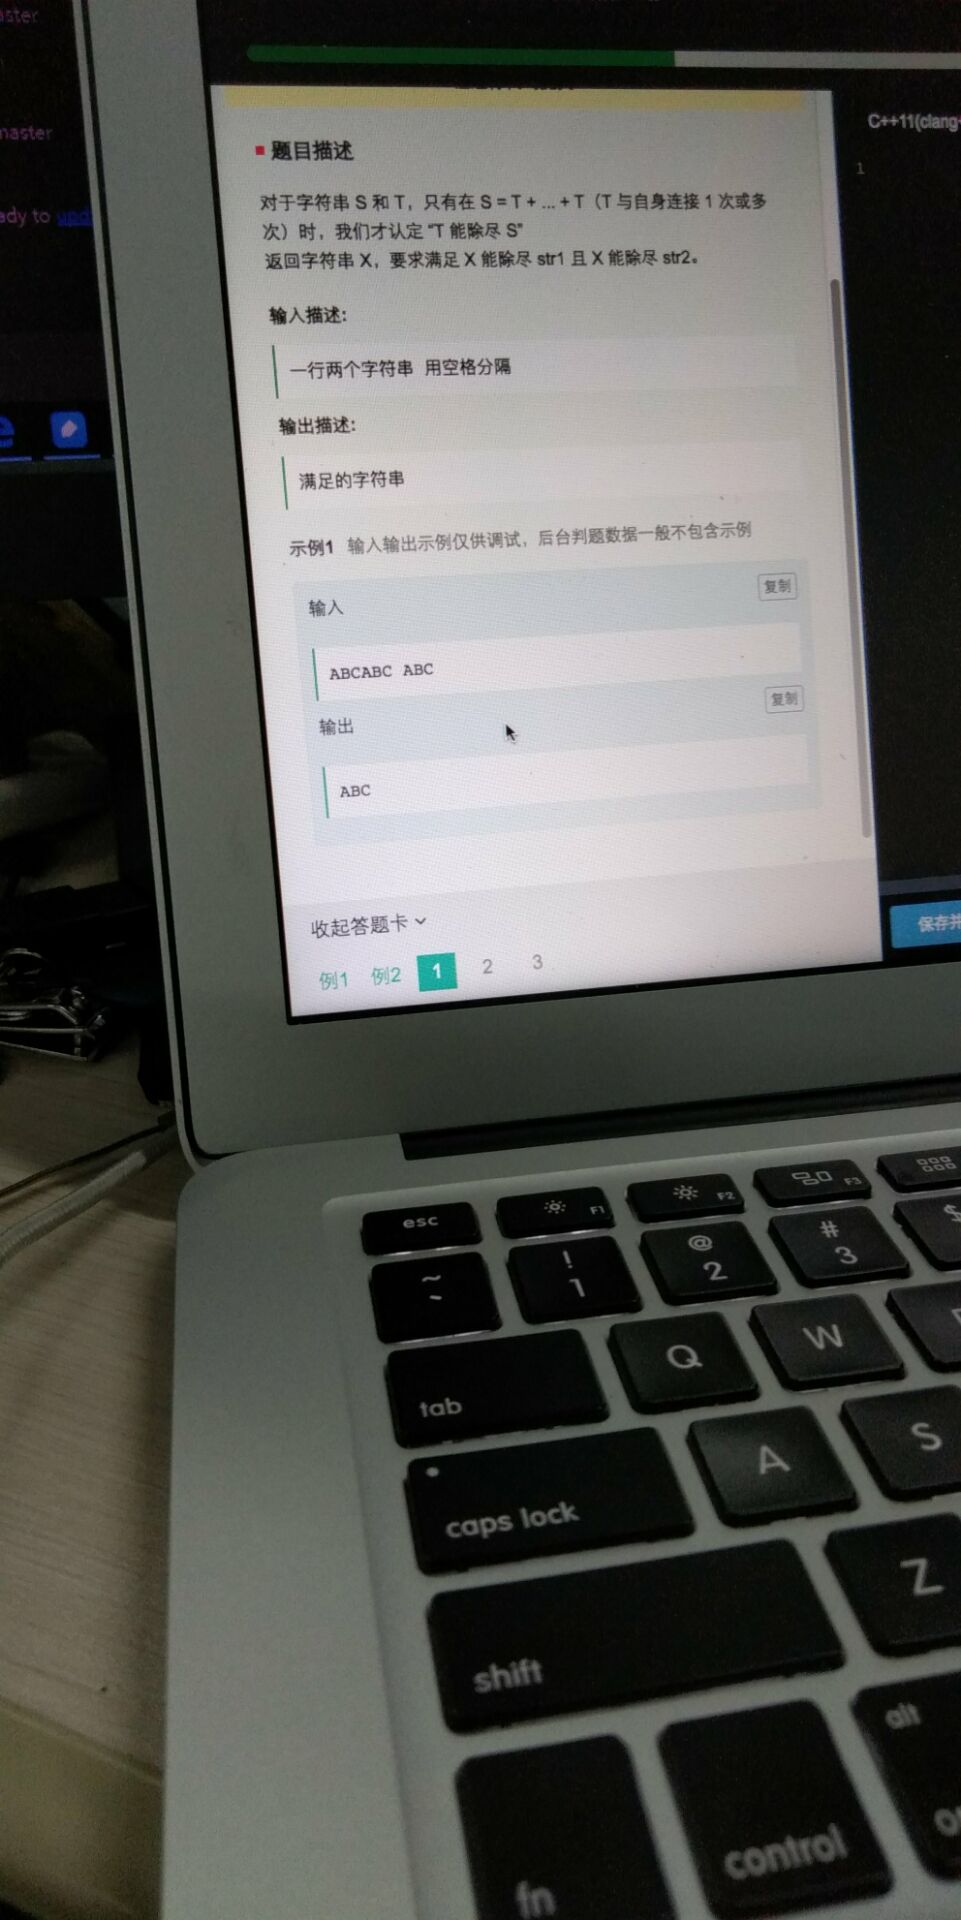 aster
master
ady to
C++11(clang+
1
题目描述
对于字符串 S 和 T，只有在 S = T + ... + T（T 与自身连接 1 次或多
次）时，我们才认定 “T 能除尽 S”
返回字符串 X，要求满足 X 能除尽 str1 且 X 能除尽 str2。
输入描述:
一行两个字符串 用空格分隔
输出描述:
满足的字符串
示例1 输入输出示例仅供调试，后台判题数据一般不包含示例
输入
复制
ABCABC ABC
输出
复制
ABC
收起答题卡
保存并
例1 例2 1 2 3
esc F1 F2 F3
~ ` ! 1 @ 2 # 3 $
tab Q W
caps lock A S
shift Z
fn control alt